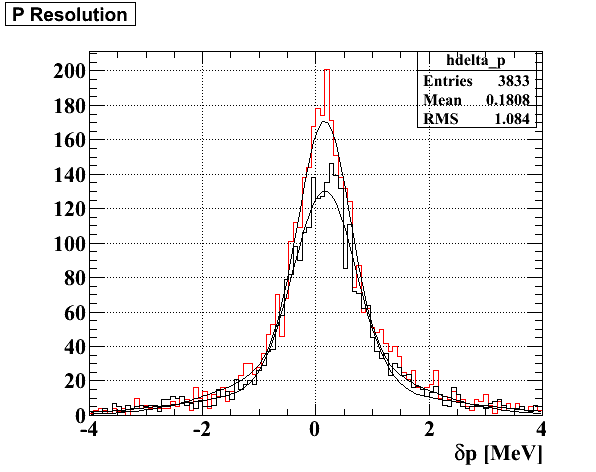 P Resolution
hdelta_p
Entries 3833
Mean 0.1808
RMS 1.084
200
180
160
140
120
100
80
60
40
20
0
-4 -2 0 2 4
δp [MeV]